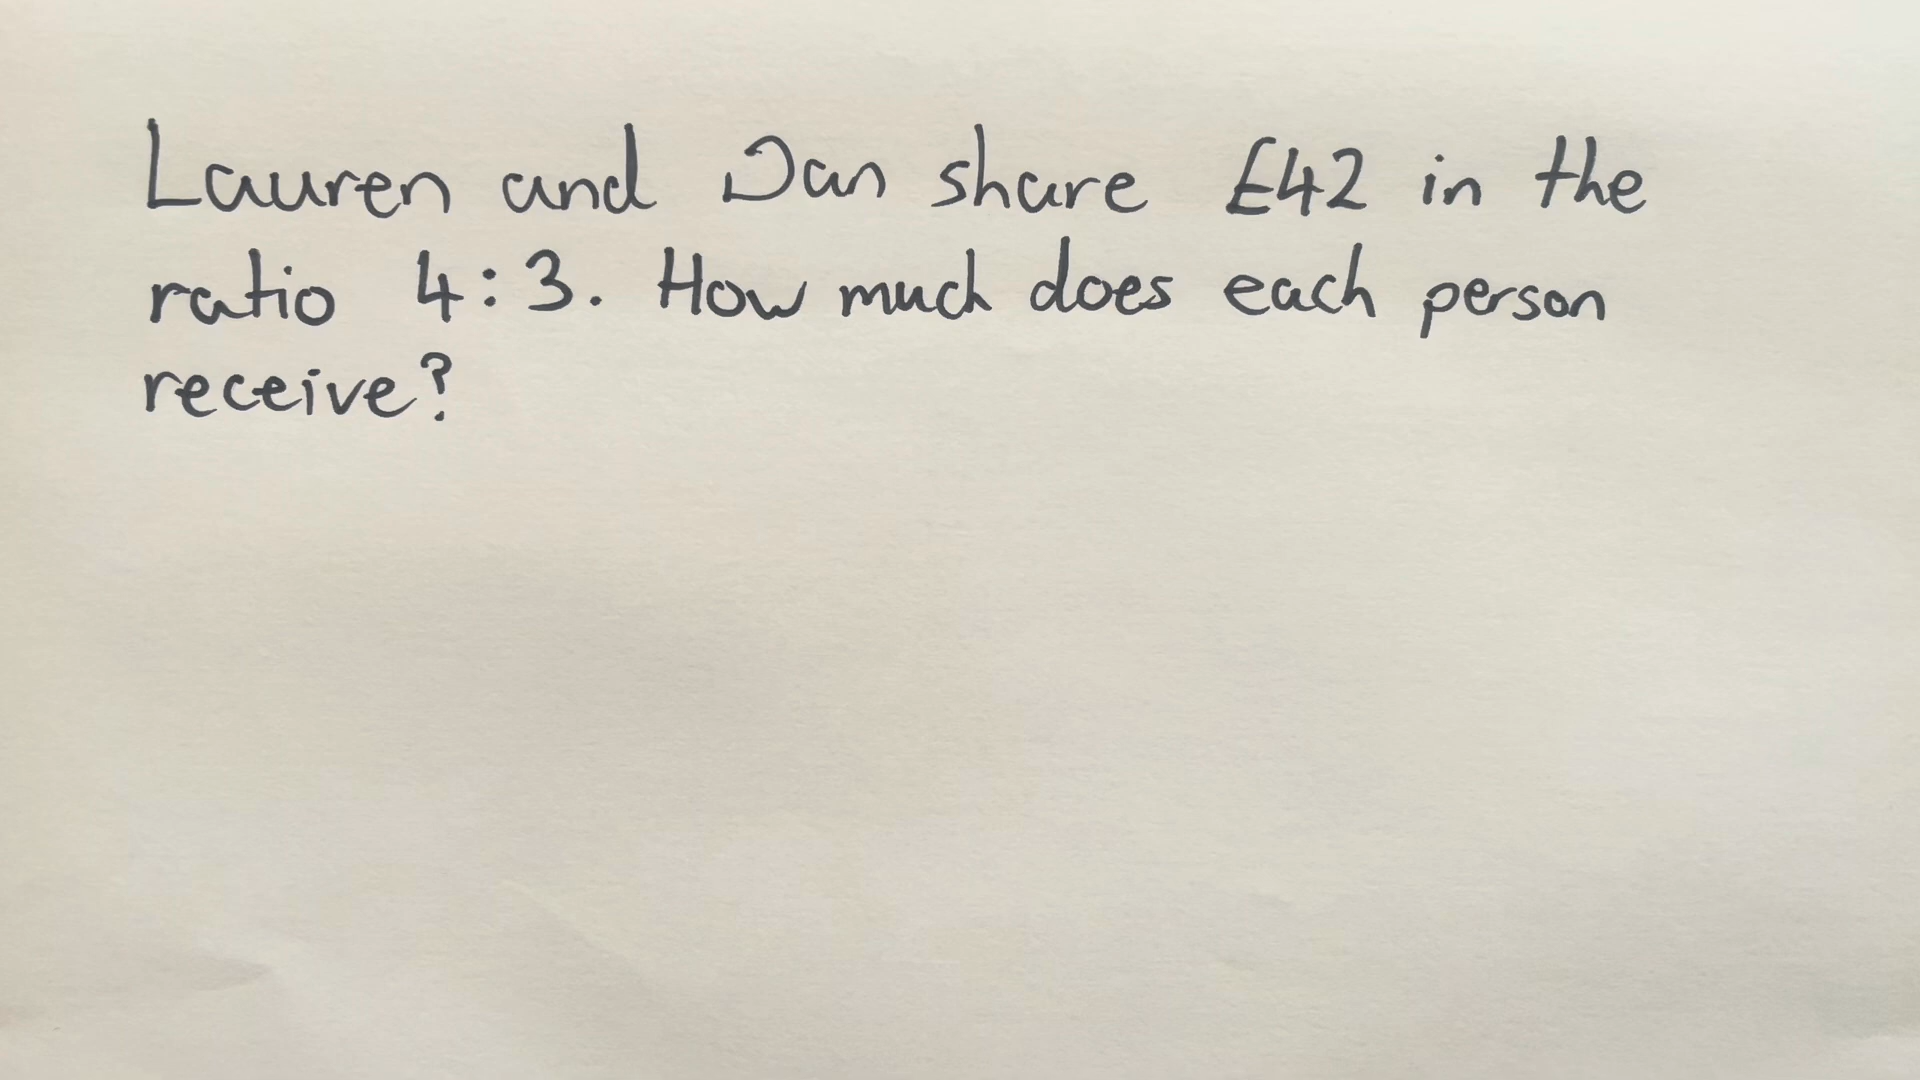 Lauren and Dan share £42 in the
ratio 4:3. How much does each person
receive?